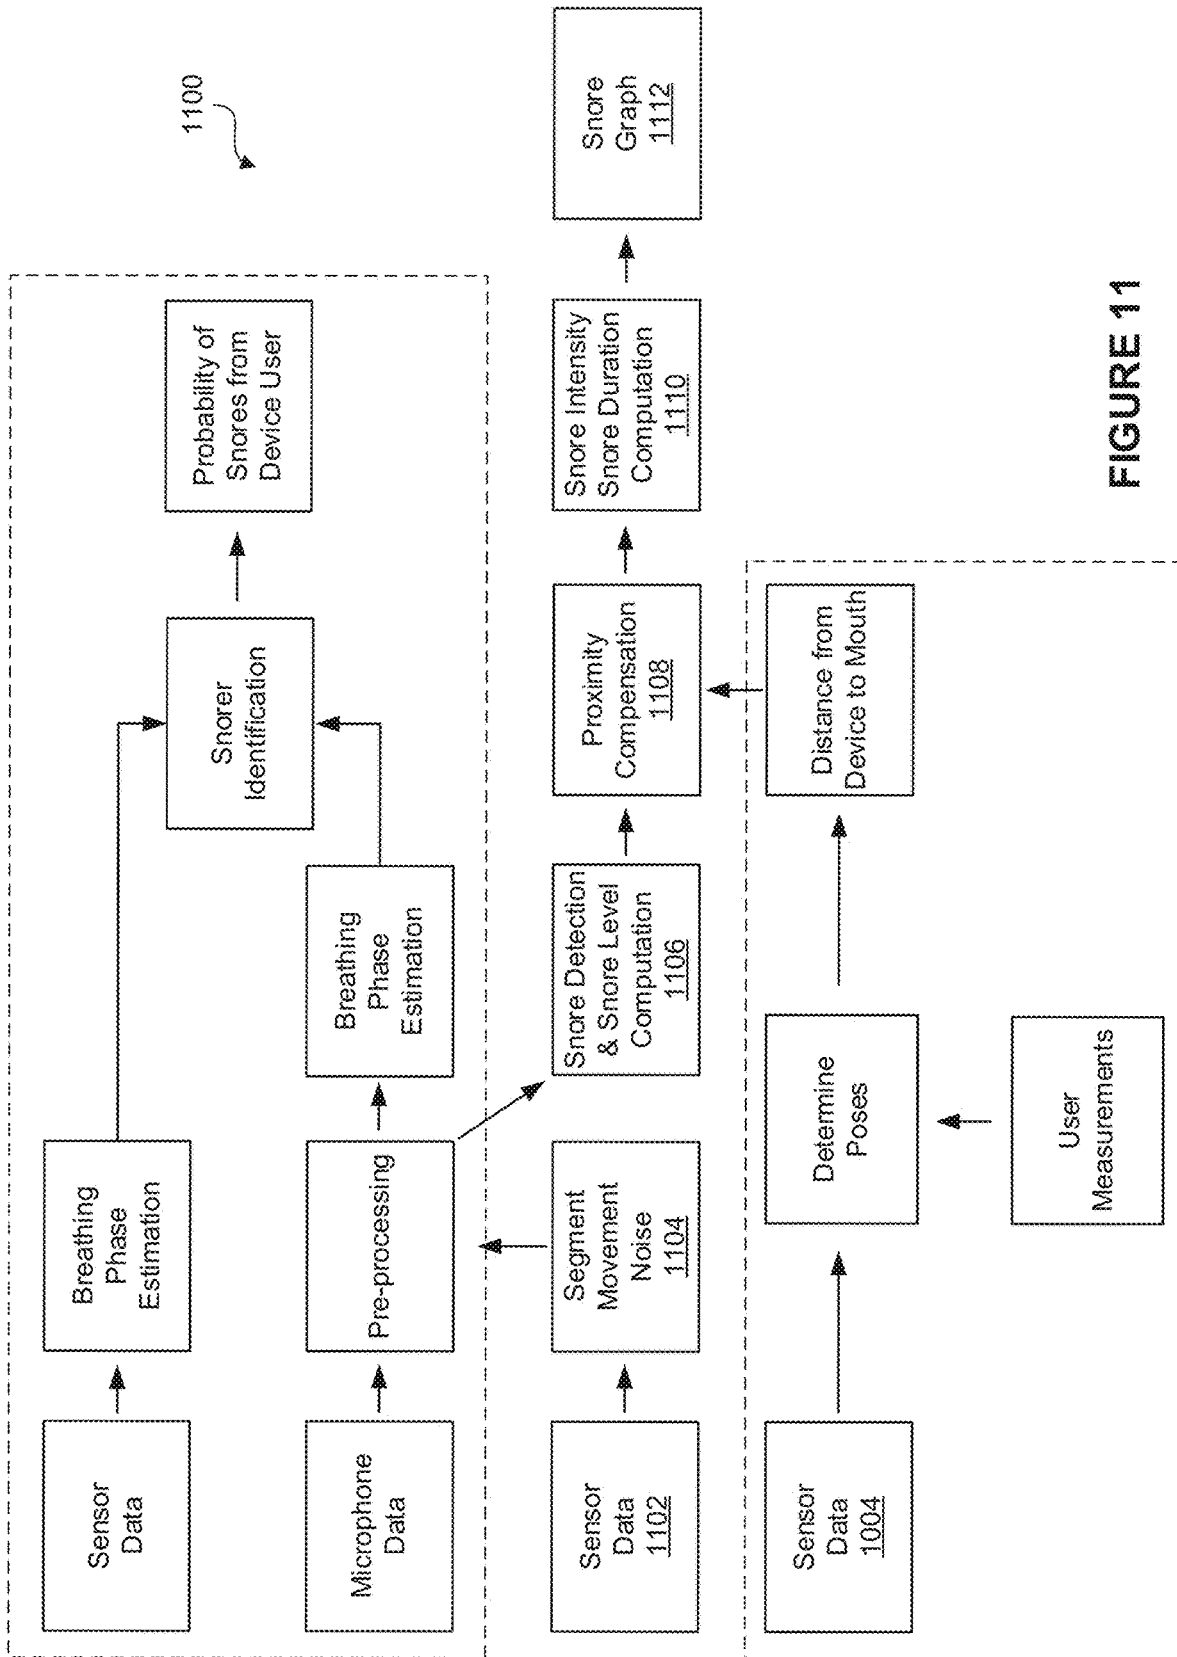 1100
Sensor
Data
Breathing
Phase
Estimation
Snorer
Identification
Probability of
Snores from
Device User
Microphone
Data
Pre-processing
Breathing
Phase
Estimation
Sensor
Data
1102
Segment
Movement
Noise
1104
Snore Detection
& Snore Level
Computation
1106
Proximity
Compensation
1108
Snore Intensity
Snore Duration
Computation
1110
Snore
Graph
1112
Sensor
Data
1004
Determine
Poses
Distance from
Device to Mouth
User
Measurements
FIGURE 11